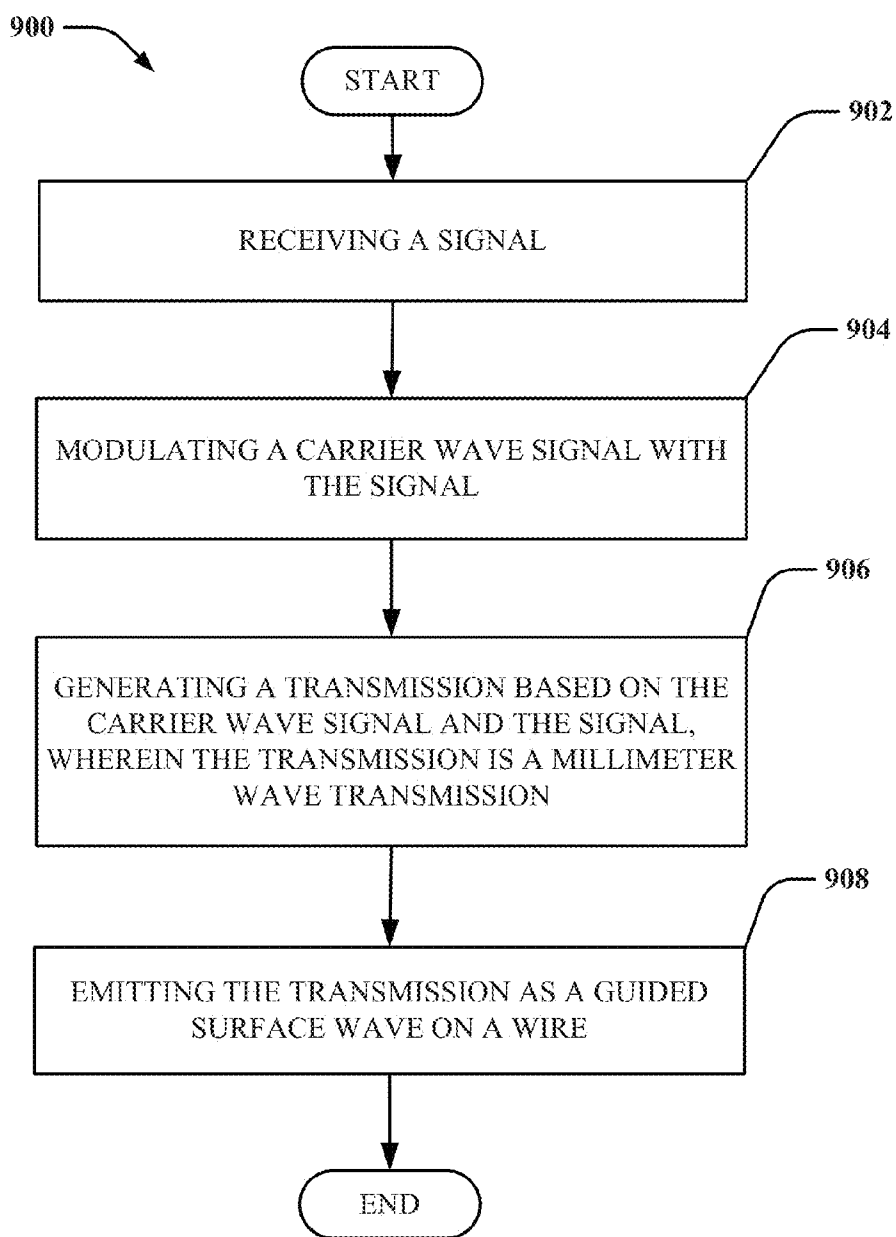 900
START
902
RECEIVING A SIGNAL
904
MODULATING A CARRIER WAVE SIGNAL WITH
THE SIGNAL
906
GENERATING A TRANSMISSION BASED ON THE
CARRIER WAVE SIGNAL AND THE SIGNAL,
WHEREIN THE TRANSMISSION IS A MILLIMETER
WAVE TRANSMISSION
908
EMITTING THE TRANSMISSION AS A GUIDED
SURFACE WAVE ON A WIRE
END